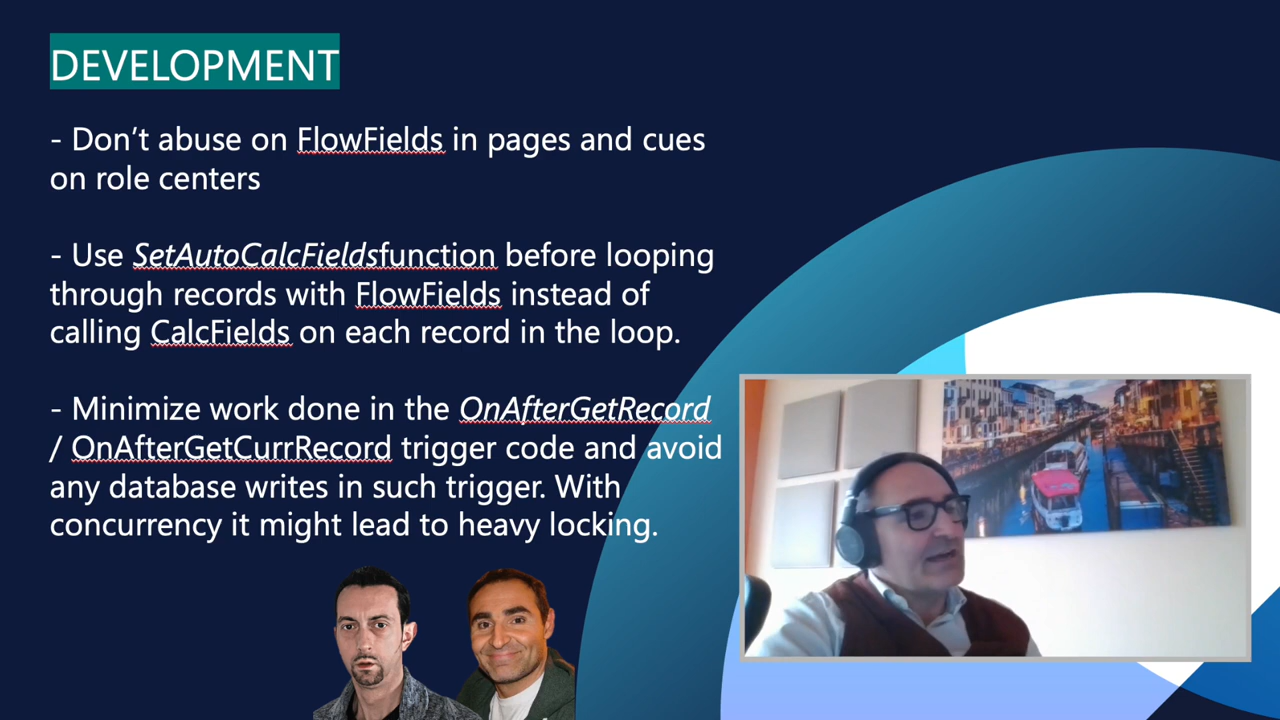 DEVELOPMENT
- Don't abuse on FlowFields in pages and cues
on role centers
- Use SetAutoCalcFieldsfunction before looping
through records with FlowFields instead of
calling CalcFields on each record in the loop.
- Minimize work done in the OnAfterGetRecord
/ OnAfterGetCurrRecord trigger code and avoid
any database writes in such trigger. With
concurrency it might lead to heavy locking.